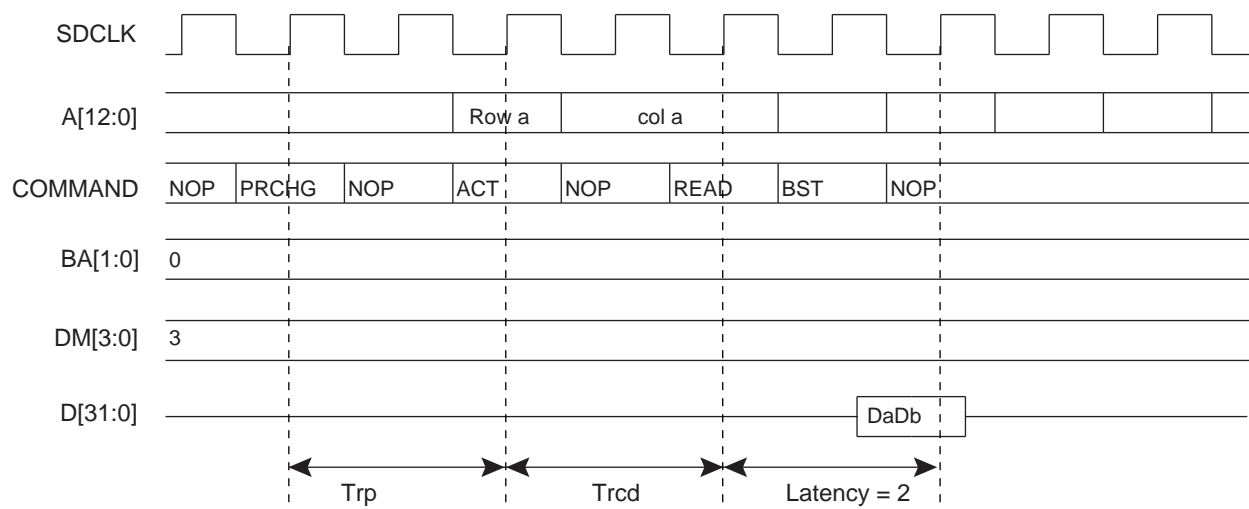 SDCLK
A[12:0] Row a col a
COMMAND NOP PRCHG NOP ACT NOP READ BST NOP
BA[1:0] 0
DM[3:0] 3
D[31:0] DaDb
Trp Trcd Latency = 2